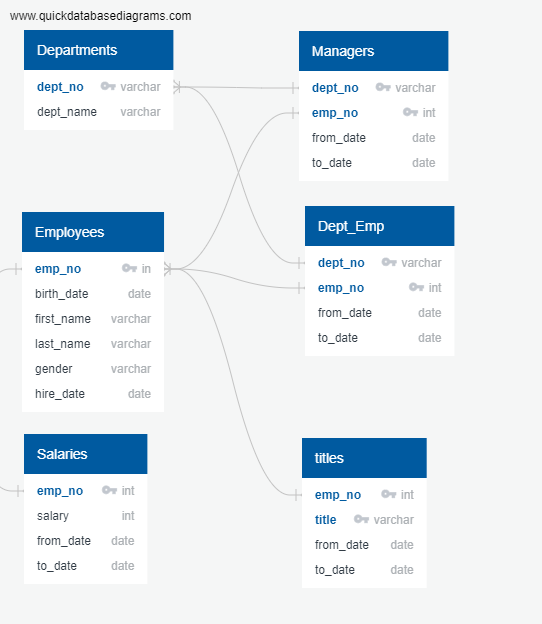 www.quickdatabasediagrams.com
Departments
dept_no varchar
dept_name varchar
Managers
dept_no varchar
emp_no int
from_date date
to_date date
Employees
emp_no in
birth_date date
first_name varchar
last_name varchar
gender varchar
hire_date date
Dept_Emp
dept_no varchar
emp_no int
from_date date
to_date date
Salaries
emp_no int
salary int
from_date date
to_date date
titles
emp_no int
title varchar
from_date date
to_date date